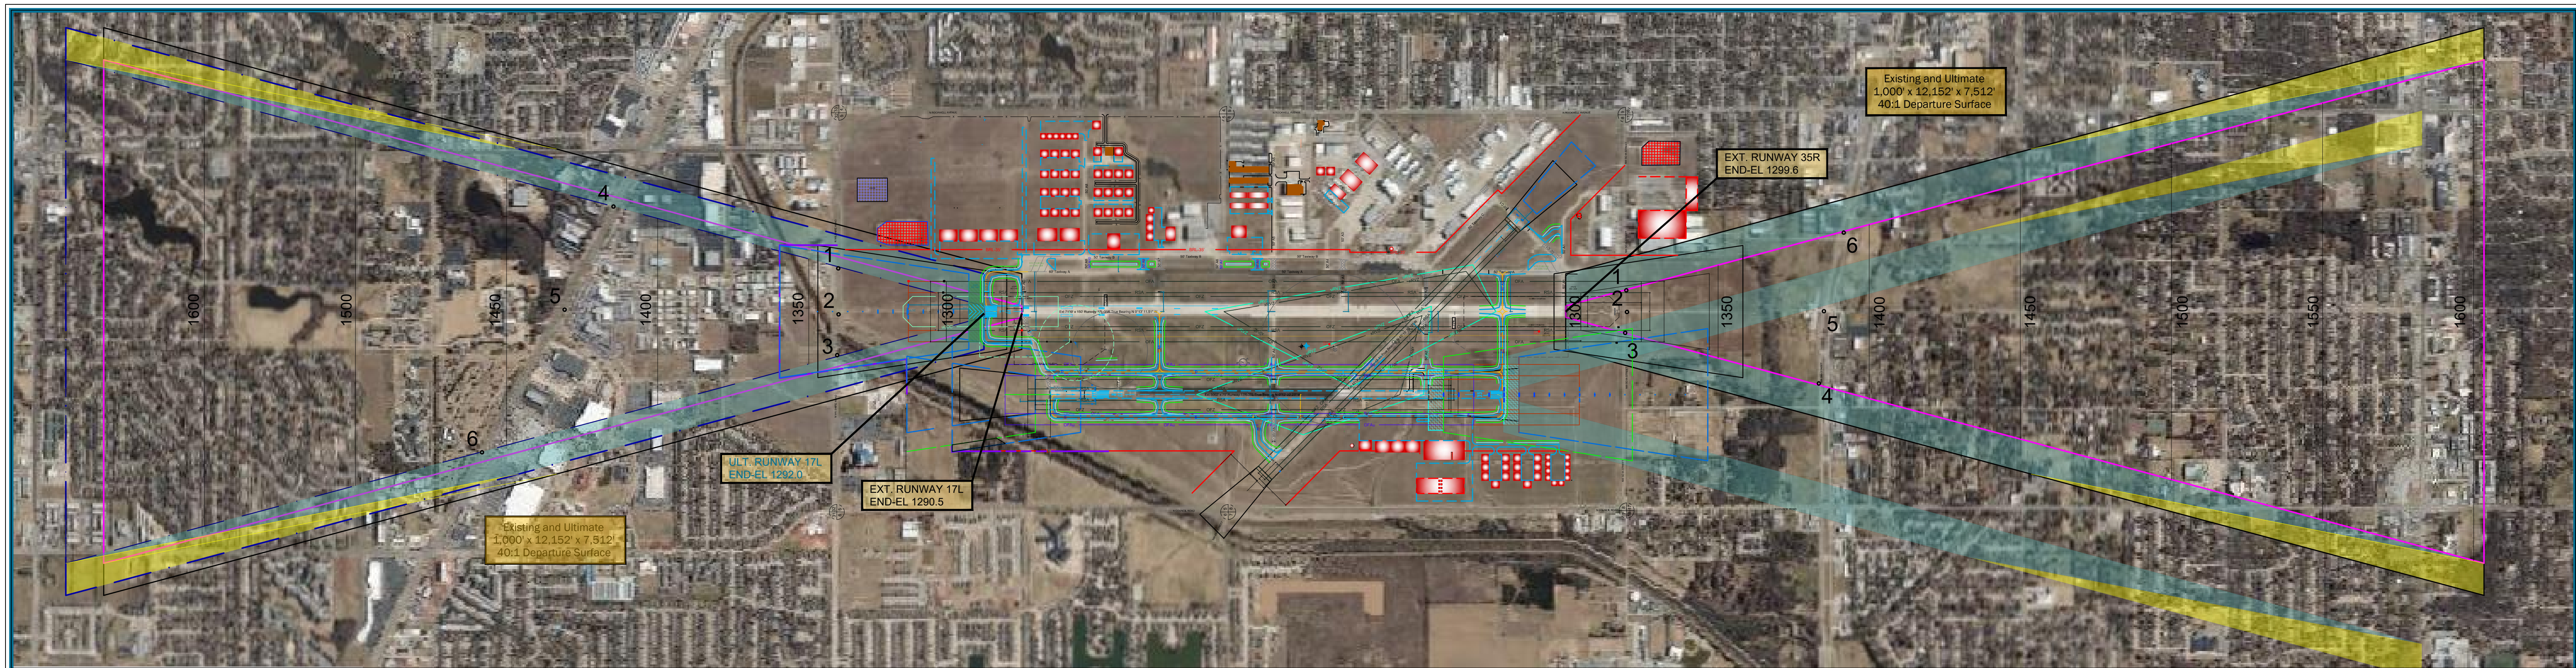 Existing and Ultimate
1,000' x 12,152' x 7,512'
40:1 Departure Surface
EXT. RUNWAY 35R
END-EL 1299.6
4
6
1
1
5
2
2
1600
1500
1450
1400
1350
1300
1300
1350
1400
1450
1500
1550
1600
5
3
3
4
6
ULT. RUNWAY 17L
END-EL 1292.0
EXT. RUNWAY 17L
END-EL 1290.5
Existing and Ultimate
1,000' x 12,152' x 7,512'
40:1 Departure Surface